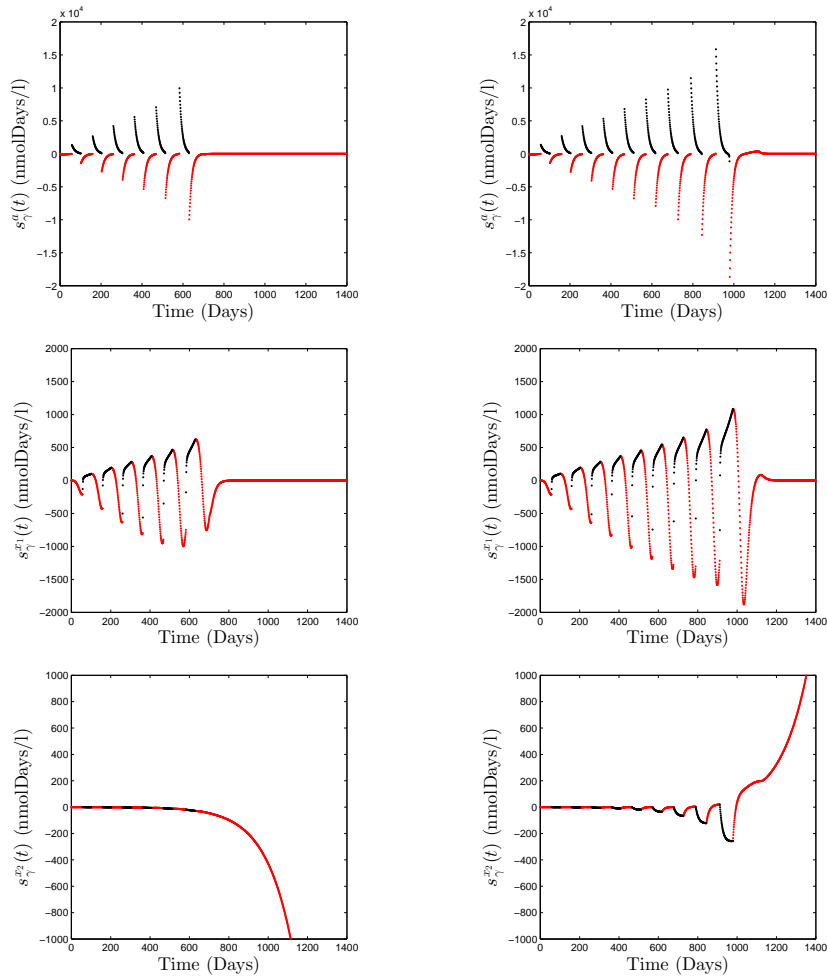 x 10^4
2
1.5
1
0.5
0
−0.5
−1
−1.5
−2
s_γ^a(t) (nmolDays/l)
0 200 400 600 800 1000 1200 1400
Time (Days)
x 10^4
2
1.5
1
0.5
0
−0.5
−1
−1.5
−2
s_γ^a(t) (nmolDays/l)
0 200 400 600 800 1000 1200 1400
Time (Days)
2000
1500
1000
500
0
−500
−1000
−1500
−2000
s_γ^{x_1}(t) (nmolDays/l)
0 200 400 600 800 1000 1200 1400
Time (Days)
2000
1500
1000
500
0
−500
−1000
−1500
−2000
s_γ^{x_1}(t) (nmolDays/l)
0 200 400 600 800 1000 1200 1400
Time (Days)
1000
800
600
400
200
0
−200
−400
−600
−800
−1000
s_γ^{x_2}(t) (nmolDays/l)
0 200 400 600 800 1000 1200 1400
Time (Days)
1000
800
600
400
200
0
−200
−400
−600
−800
−1000
s_γ^{x_2}(t) (nmolDays/l)
0 200 400 600 800 1000 1200 1400
Time (Days)